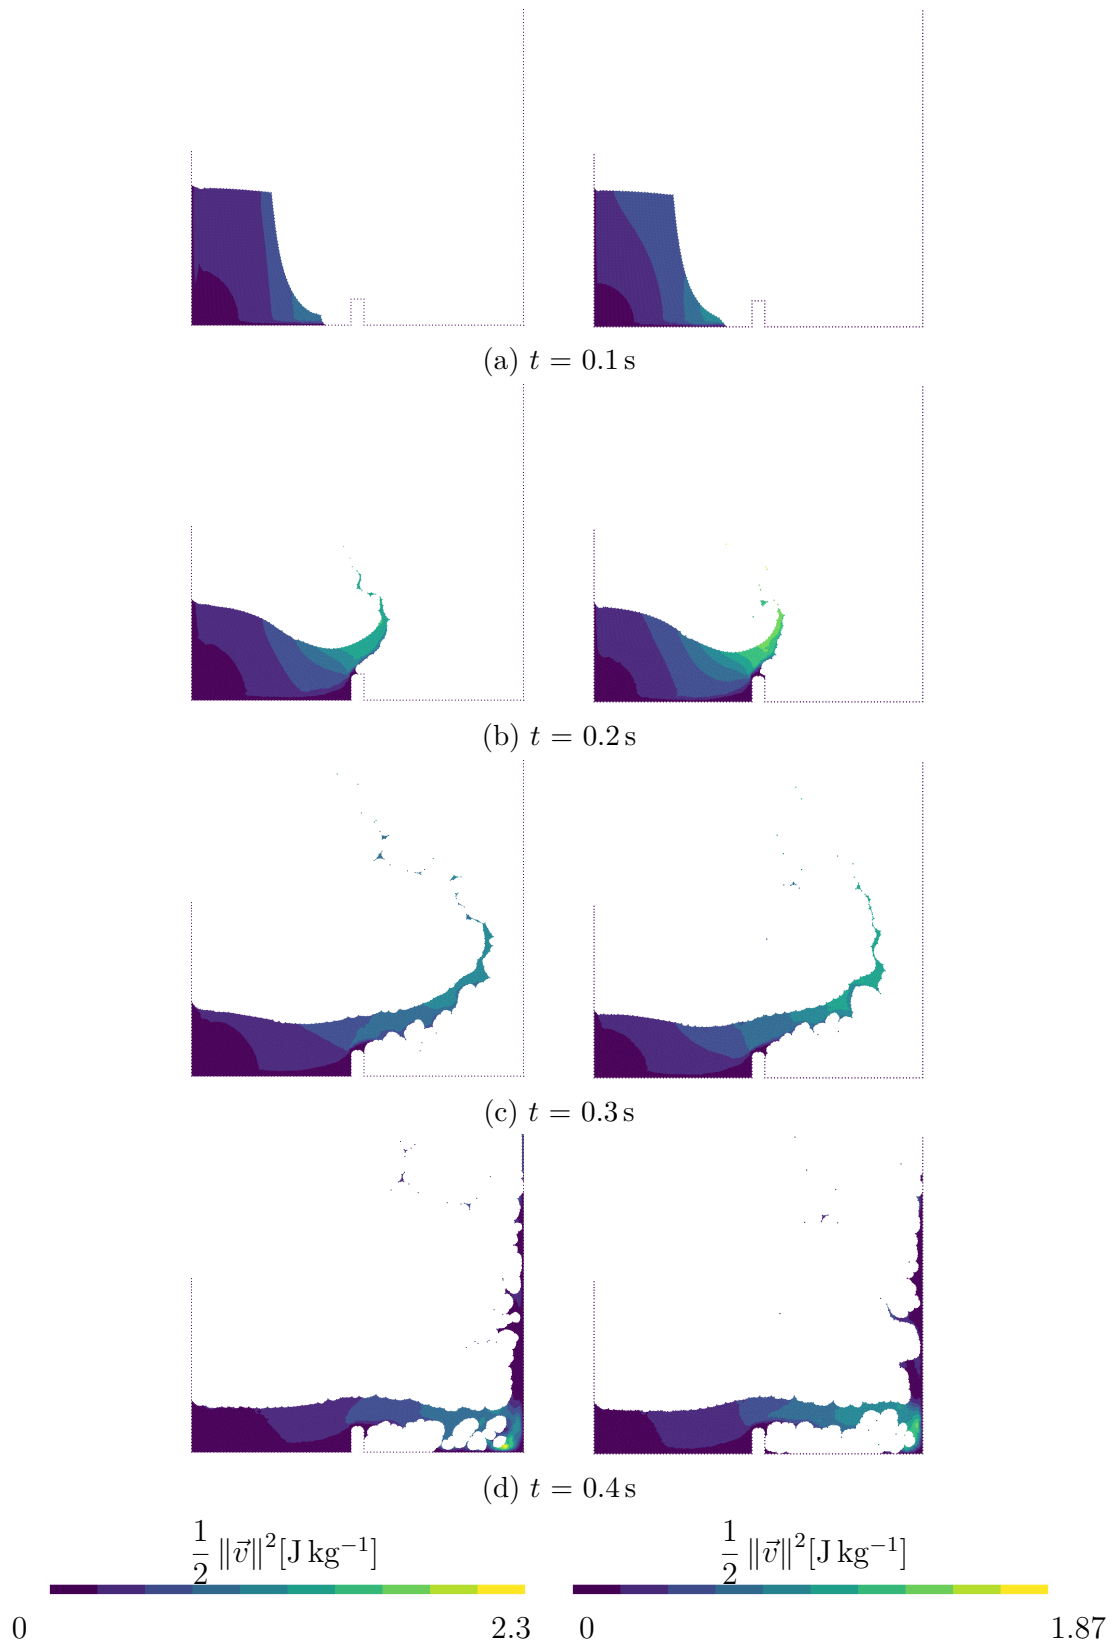 (a) t = 0.1 s
(b) t = 0.2 s
(c) t = 0.3 s
(d) t = 0.4 s
1/2 ‖v⃗‖²[J kg⁻¹] 1/2 ‖v⃗‖²[J kg⁻¹]
0 2.3 0 1.87